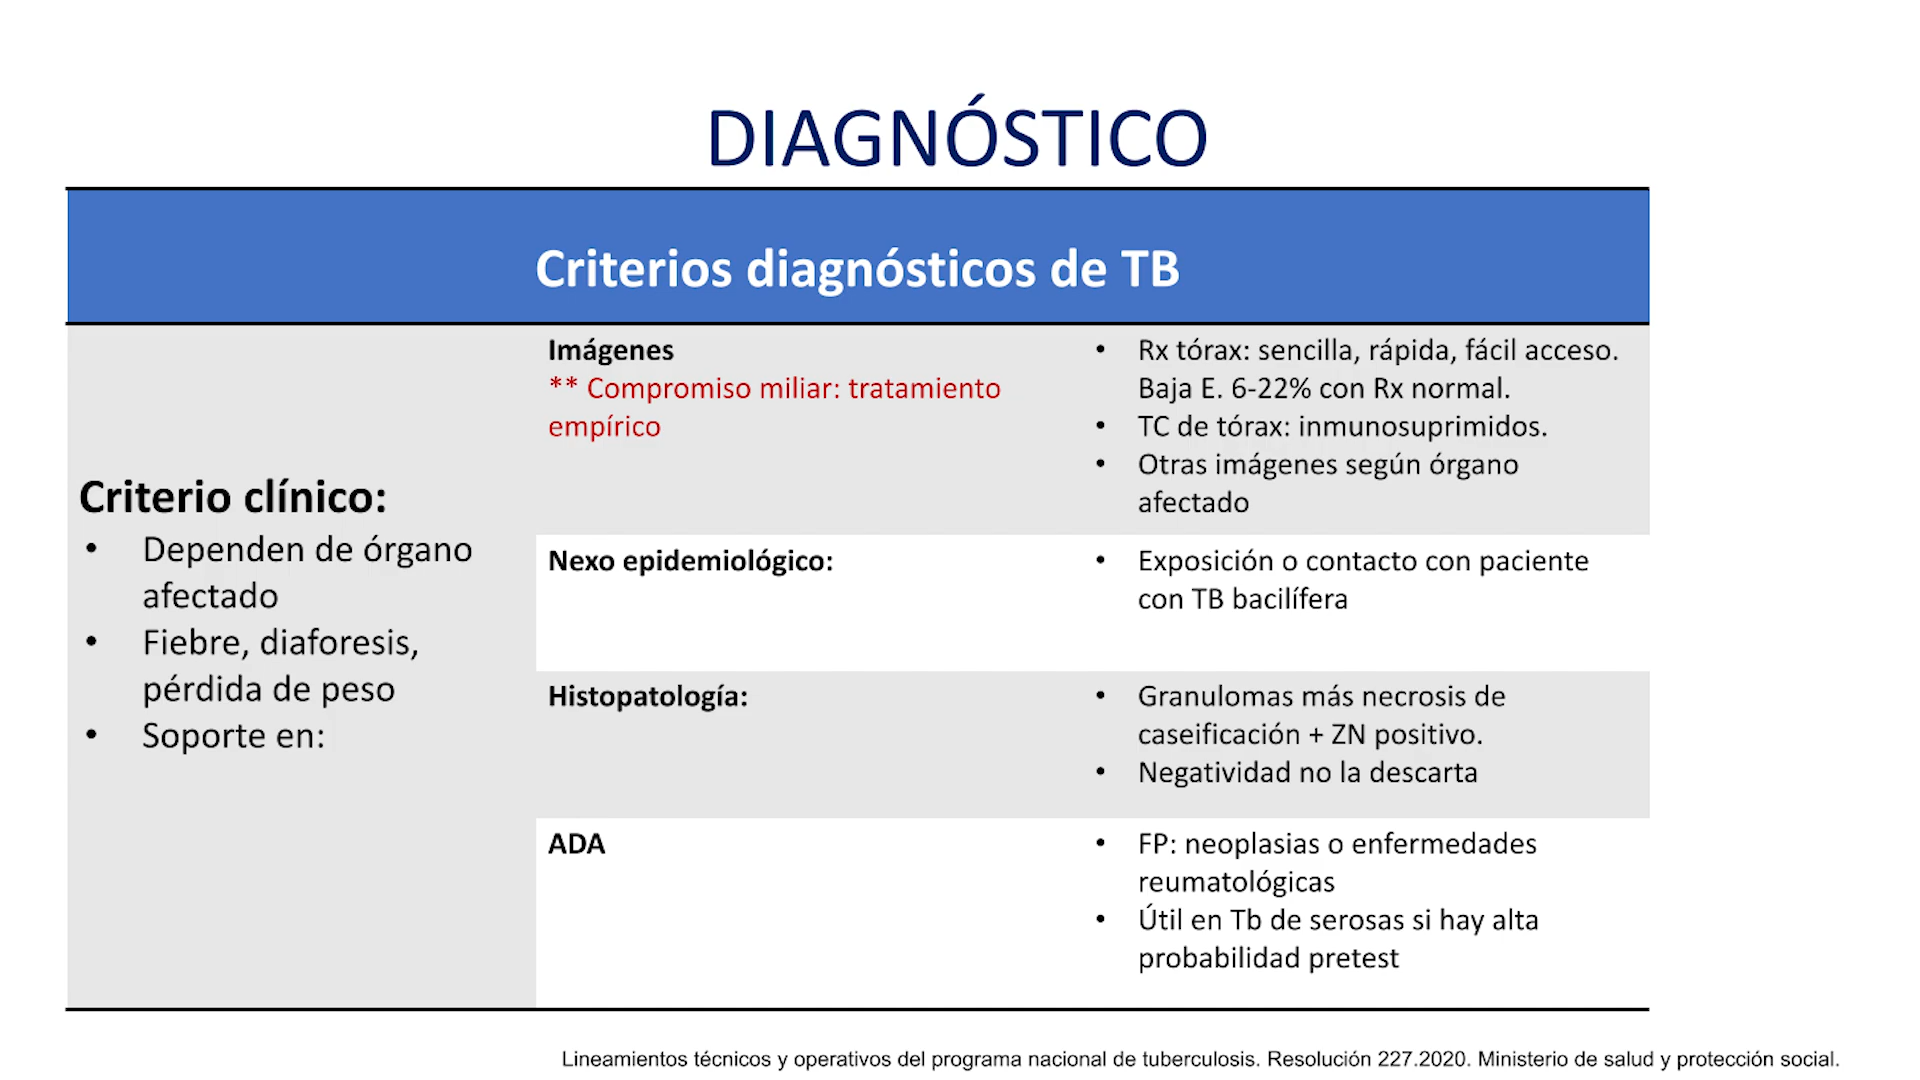 DIAGNÓSTICO
Criterios diagnósticos de TB
Criterio clínico:
• Dependen de órgano
afectado
• Fiebre, diaforesis,
pérdida de peso
• Soporte en:
Imágenes
** Compromiso miliar: tratamiento
empírico
• Rx tórax: sencilla, rápida, fácil acceso.
Baja E. 6-22% con Rx normal.
• TC de tórax: inmunosuprimidos.
• Otras imágenes según órgano
afectado
Nexo epidemiológico:
• Exposición o contacto con paciente
con TB bacilífera
Histopatología:
• Granulomas más necrosis de
caseificación + ZN positivo.
• Negatividad no la descarta
ADA
• FP: neoplasias o enfermedades
reumatológicas
• Útil en Tb de serosas si hay alta
probabilidad pretest
Lineamientos técnicos y operativos del programa nacional de tuberculosis. Resolución 227.2020. Ministerio de salud y protección social.